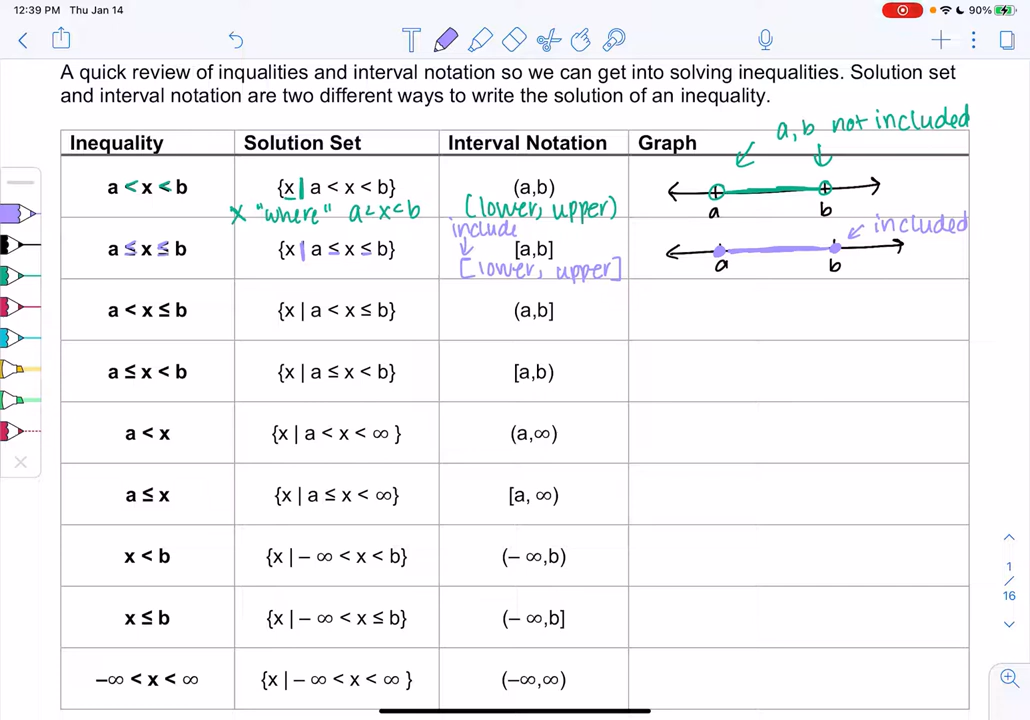 12:39 PM Thu Jan 14
90%
A quick review of inqualities and interval notation so we can get into solving inequalities. Solution set
and interval notation are two different ways to write the solution of an inequality.
a,b not included
Inequality Solution Set Interval Notation Graph
a < x < b {x | a < x < b} (a,b)
x "where" a < x < b (lower, upper) a b
include included
a ≤ x ≤ b {x | a ≤ x ≤ b} [a,b]
[lower, upper] a b
a < x ≤ b {x | a < x ≤ b} (a,b]
a ≤ x < b {x | a ≤ x < b} [a,b)
a < x {x | a < x < ∞ } (a,∞)
a ≤ x {x | a ≤ x < ∞} [a, ∞)
x < b {x | – ∞ < x < b} (– ∞,b)
x ≤ b {x | – ∞ < x ≤ b} (– ∞,b]
–∞ < x < ∞ {x | – ∞ < x < ∞ } (–∞,∞)
1
/
16